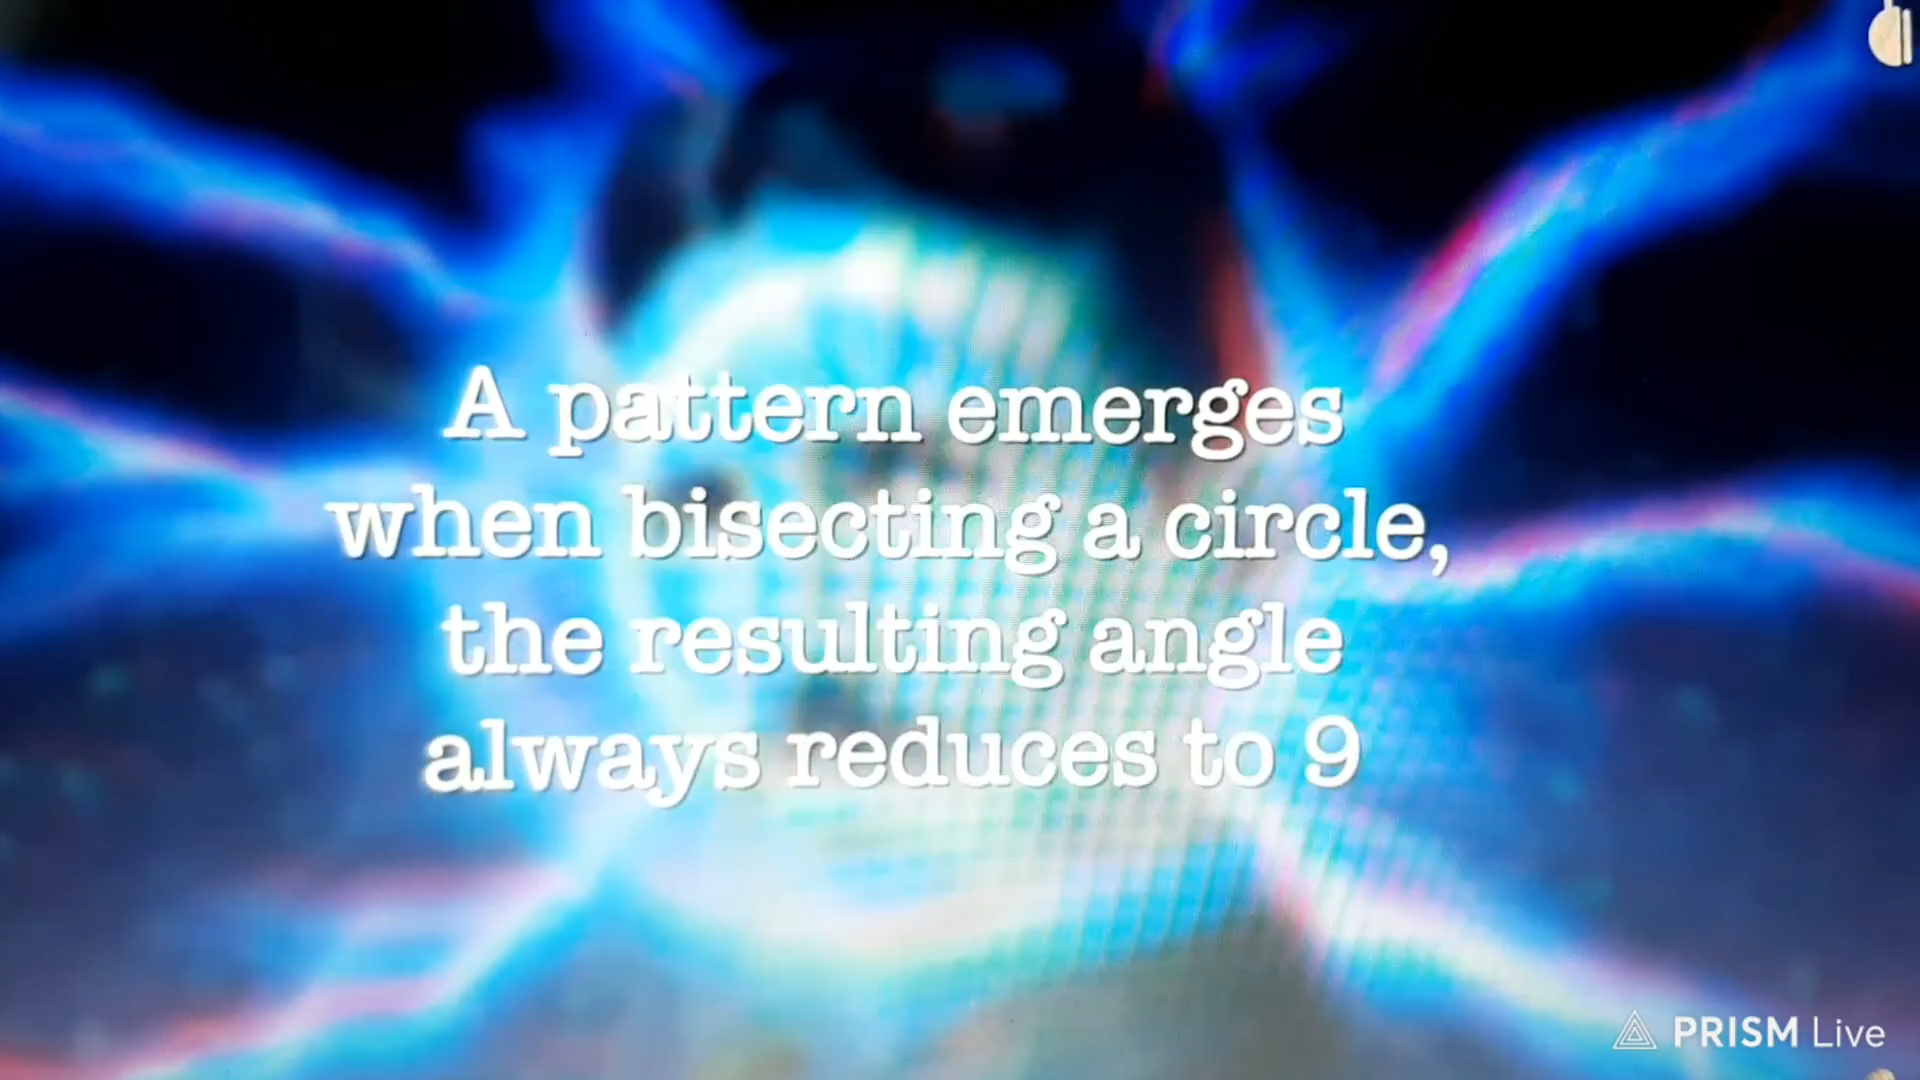 A pattern emerges
when bisecting a circle,
the resulting angle
always reduces to 9
PRISM Live